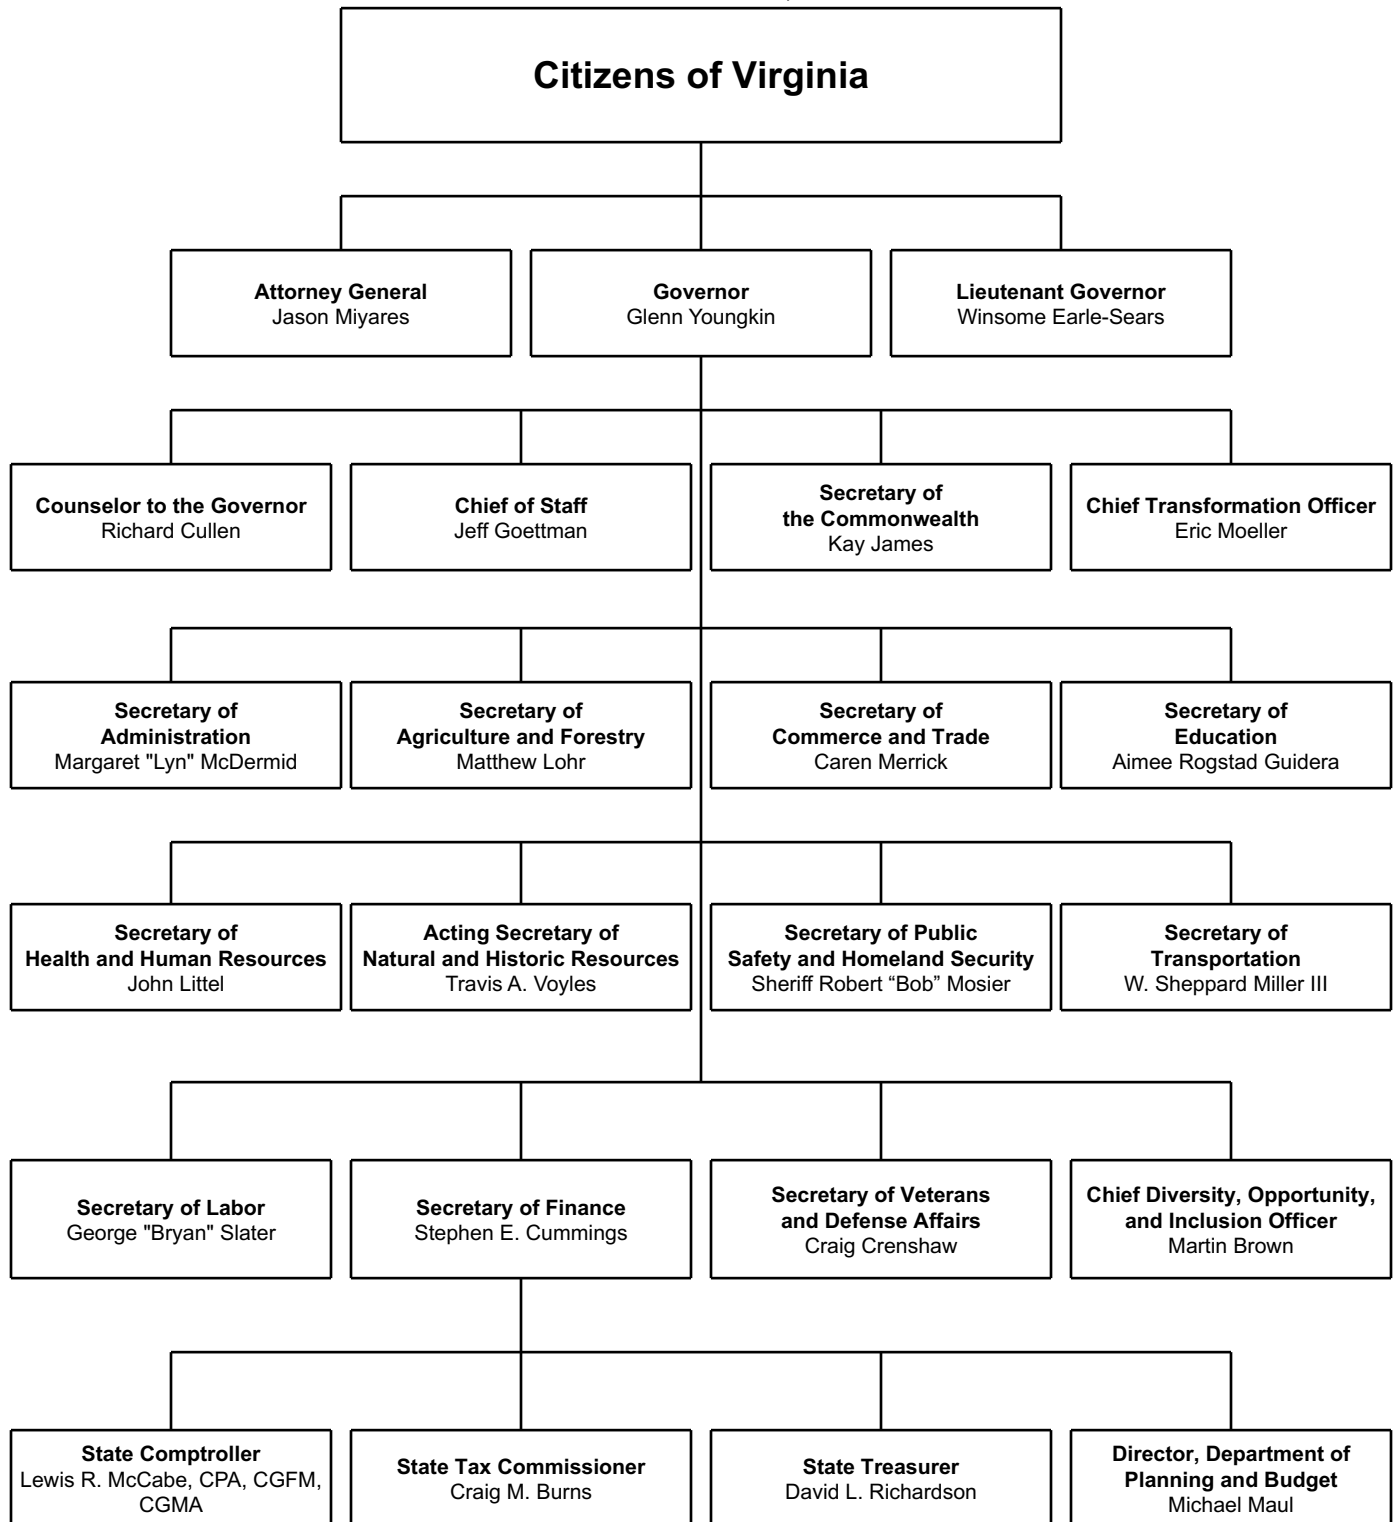 Citizens of Virginia
Attorney General
Jason Miyares
Governor
Glenn Youngkin
Lieutenant Governor
Winsome Earle-Sears
Counselor to the Governor
Richard Cullen
Chief of Staff
Jeff Goettman
Secretary of
the Commonwealth
Kay James
Chief Transformation Officer
Eric Moeller
Secretary of
Administration
Margaret "Lyn" McDermid
Secretary of
Agriculture and Forestry
Matthew Lohr
Secretary of
Commerce and Trade
Caren Merrick
Secretary of
Education
Aimee Rogstad Guidera
Secretary of
Health and Human Resources
John Littel
Acting Secretary of
Natural and Historic Resources
Travis A. Voyles
Secretary of Public
Safety and Homeland Security
Sheriff Robert “Bob” Mosier
Secretary of
Transportation
W. Sheppard Miller III
Secretary of Labor
George "Bryan" Slater
Secretary of Finance
Stephen E. Cummings
Secretary of Veterans
and Defense Affairs
Craig Crenshaw
Chief Diversity, Opportunity,
and Inclusion Officer
Martin Brown
State Comptroller
Lewis R. McCabe, CPA, CGFM,
CGMA
State Tax Commissioner
Craig M. Burns
State Treasurer
David L. Richardson
Director, Department of
Planning and Budget
Michael Maul